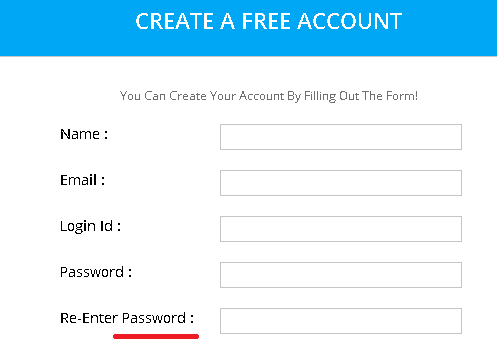 CREATE A FREE ACCOUNT
You Can Create Your Account By Filling Out The Form!
Name :
Email :
Login Id :
Password :
Re-Enter Password :